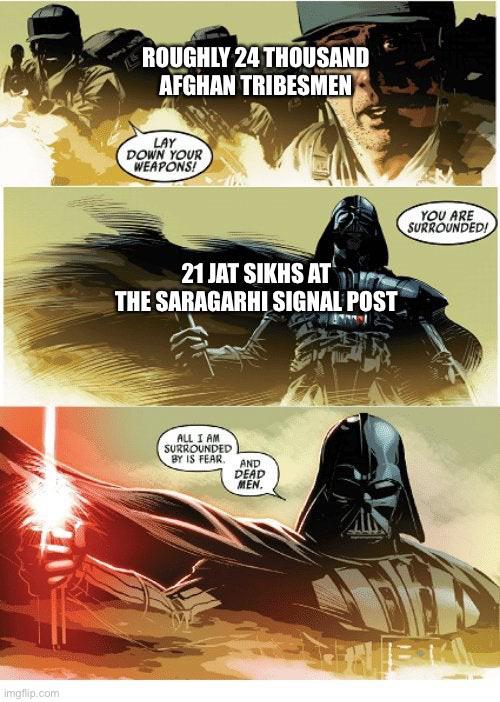 ROUGHLY 24 THOUSAND
AFGHAN TRIBESMEN
LAY
DOWN YOUR
WEAPONS!
YOU ARE
SURROUNDED!
21 JAT SIKHS AT
THE SARAGARHI SIGNAL POST
ALL I AM
SURROUNDED
BY IS FEAR.
AND
DEAD
MEN.
imgflip.com